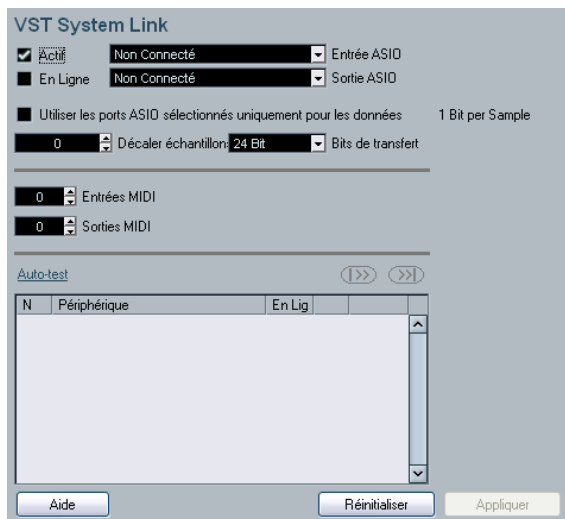 VST System Link
Actif Non Connecté Entrée ASIO
En Ligne Non Connecté Sortie ASIO
Utiliser les ports ASIO sélectionnés uniquement pour les données 1 Bit per Sample
0 Décaler échantillon: 24 Bit Bits de transfert
0 Entrées MIDI
0 Sorties MIDI
Auto-test
N Périphérique En Lig
Aide Réinitialiser Appliquer